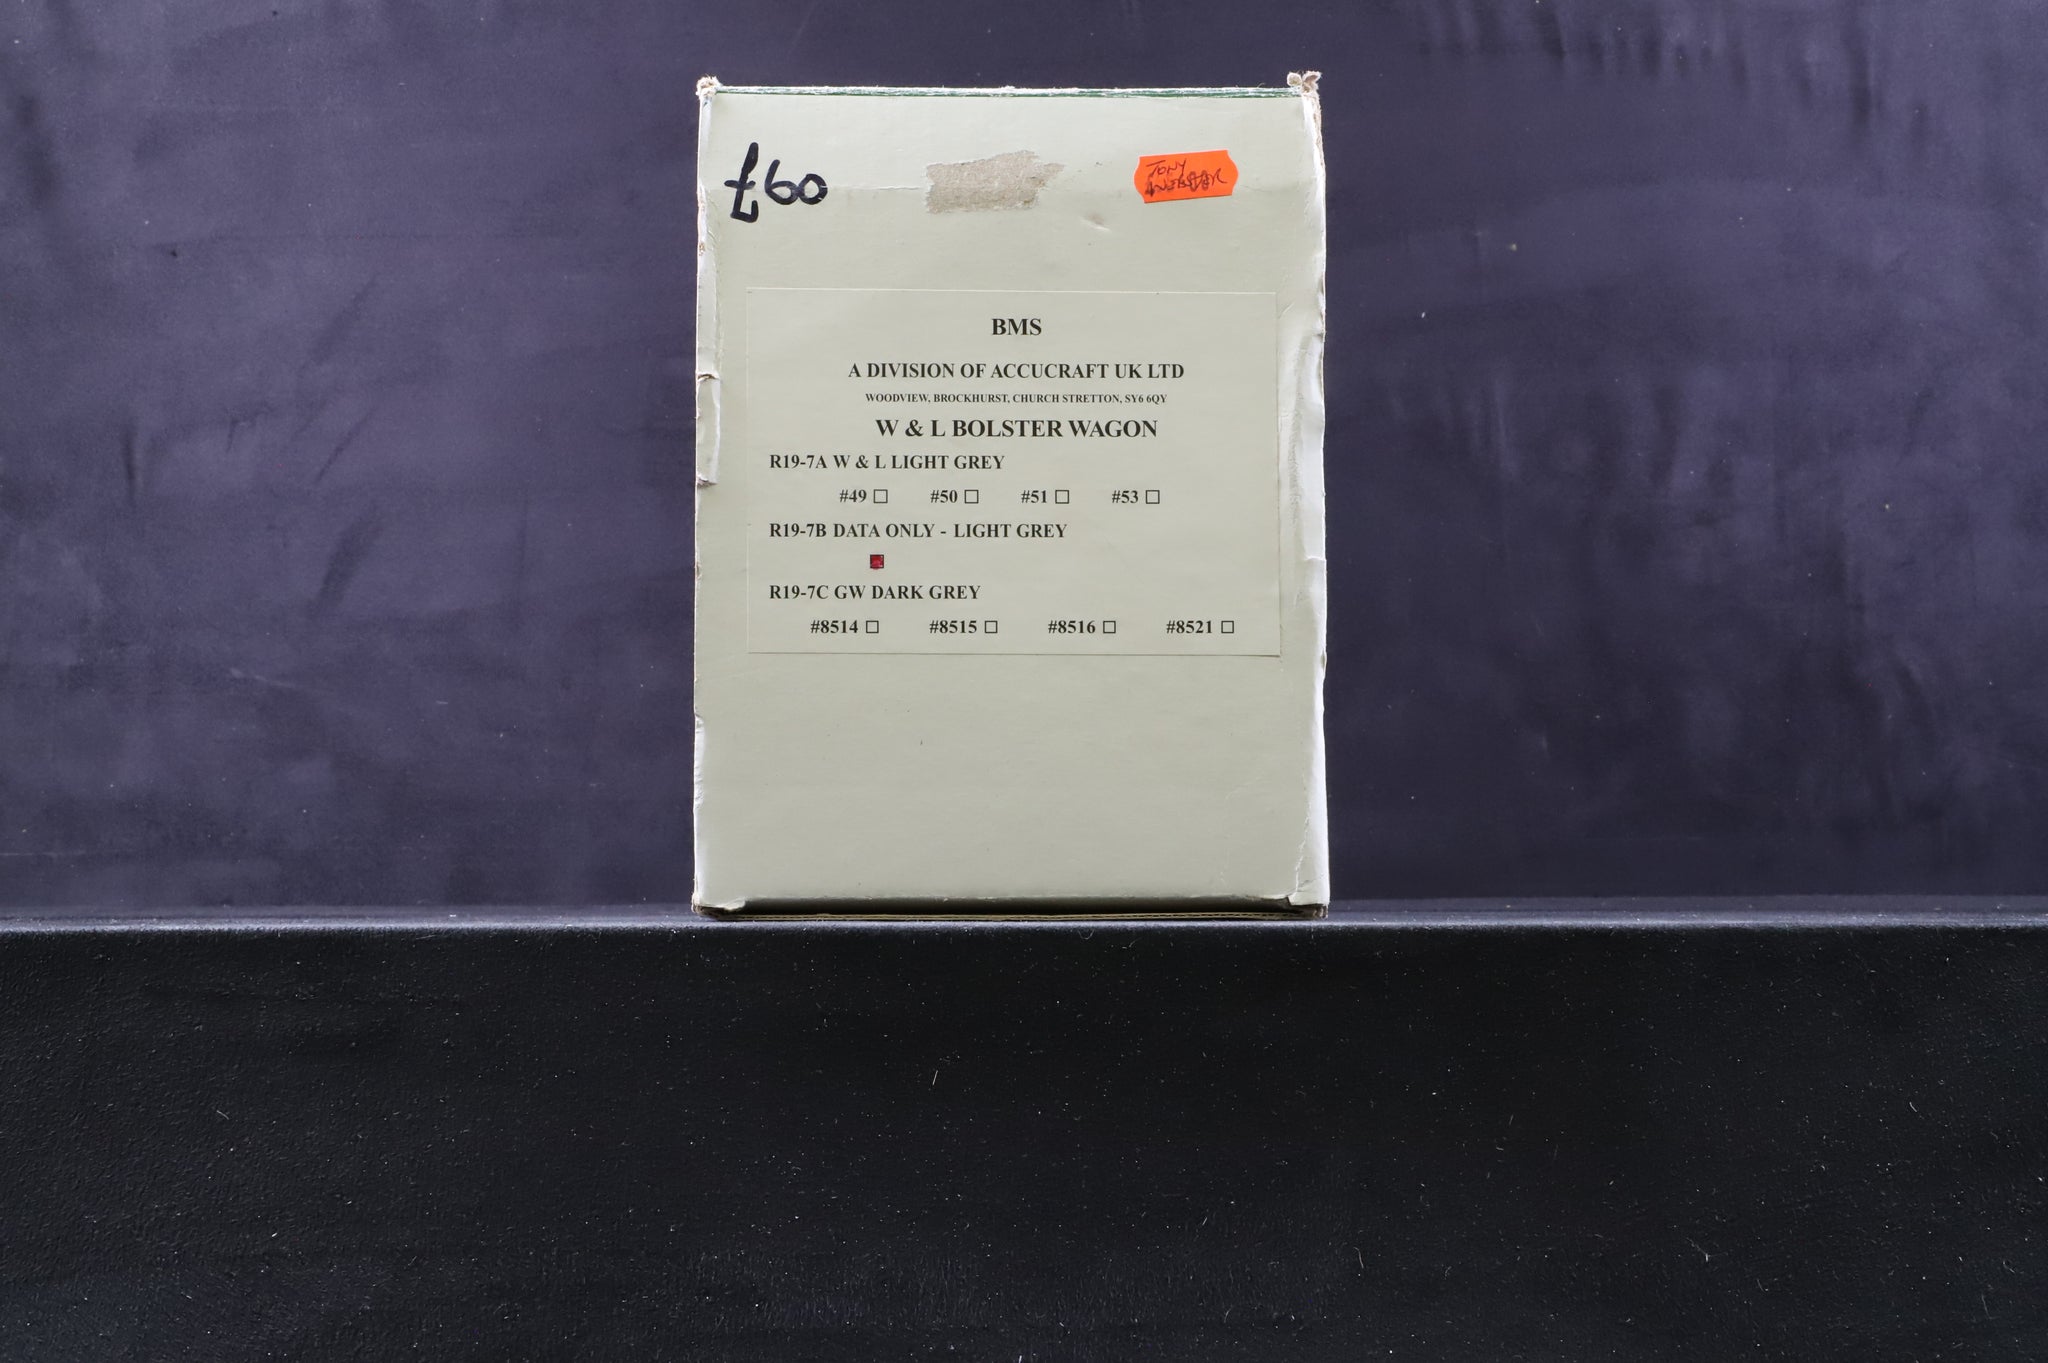 £60
TONY
BMS
A DIVISION OF ACCUCRAFT UK LTD
WOODVIEW, BROCKHURST, CHURCH STRETTON, SY6 6QY
W & L BOLSTER WAGON
R19-7A W & L LIGHT GREY
#49 ☐ #50 ☐ #51 ☐ #53 ☐
R19-7B DATA ONLY - LIGHT GREY
R19-7C GW DARK GREY
#8514 ☐ #8515 ☐ #8516 ☐ #8521 ☐